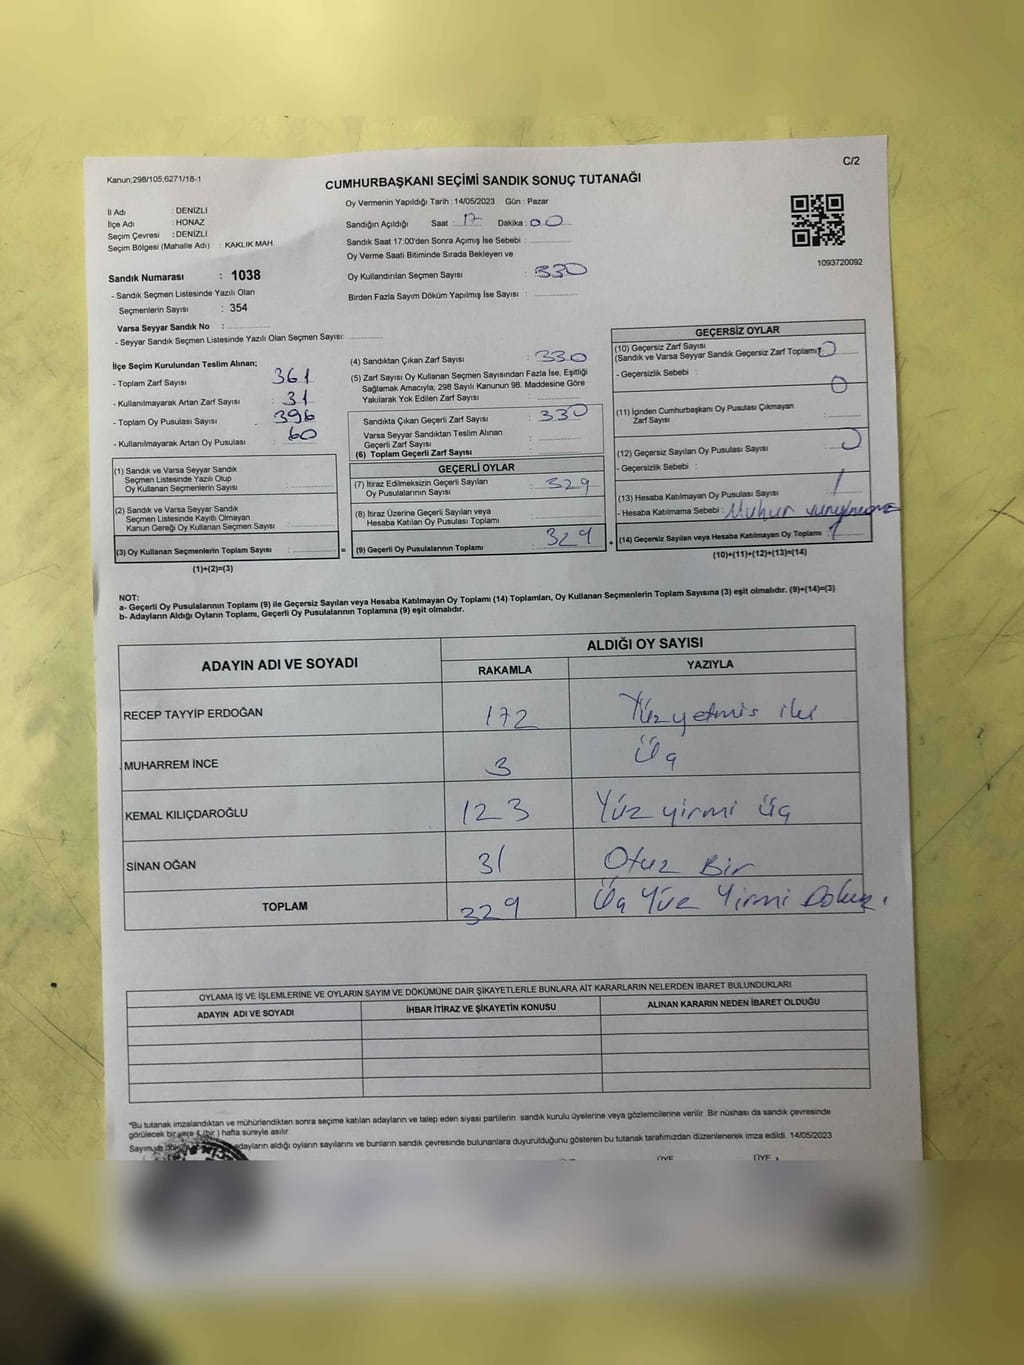 C/2
Kanun;298/105,6271/18-1
CUMHURBAŞKANI SEÇİMİ SANDIK SONUÇ TUTANAĞI
Oy Vermenin Yapıldığı Tarih : 14/05/2023 Gün : Pazar
İl Adı : DENİZLİ
İlçe Adı : HONAZ
Seçim Çevresi : DENİZLİ
Seçim Bölgesi (Mahalle Adı) : KAKLIK MAH
Sandık Numarası : 1038
- Sandık Seçmen Listesinde Yazılı Olan
Seçmenlerin Sayısı : 354
Varsa Seyyar Sandık No :
- Seyyar Sandık Seçmen Listesinde Yazılı Olan Seçmen Sayısı:
Sandığın Açıldığı Saat : 17 Dakika : 00
Sandık Saat 17:00'den Sonra Açımış İse Sebebi :
Oy Verme Saati Bitiminde Sırada Bekleyen ve
Oy Kullandırılan Seçmen Sayısı : 330
Birden Fazla Sayım Döküm Yapılmış İse Sayısı :
1093720092
İlçe Seçim Kurulundan Teslim Alınan;
- Toplam Zarf Sayısı : 361
- Kullanılmayarak Artan Zarf Sayısı : 31
- Toplam Oy Pusulası Sayısı : 396
- Kullanılmayarak Artan Oy Pusulası : 60
(1) Sandık ve Varsa Seyyar Sandık
Seçmen Listesinde Yazılı Olup
Oy Kullanan Seçmenlerin Sayısı :
(2) Sandık ve Varsa Seyyar Sandık
Seçmen Listesinde Kayıtlı Olmayan
Kanun Gereği Oy Kullanan Seçmen Sayısı :
(3) Oy Kullanan Seçmenlerin Toplam Sayısı : =
(1)+(2)=(3)
(4) Sandıktan Çıkan Zarf Sayısı : 330
(5) Zarf Sayısı Oy Kullanan Seçmen Sayısından Fazla İse, Eşitliği
Sağlamak Amacıyla; 298 Sayılı Kanunun 98. Maddesine Göre
Yakılarak Yok Edilen Zarf Sayısı :
Sandıkta Çıkan Geçerli Zarf Sayısı : 330
Varsa Seyyar Sandıktan Teslim Alınan
Geçerli Zarf Sayısı :
(6) Toplam Geçerli Zarf Sayısı :
GEÇERLİ OYLAR
(7) İtiraz Edilmeksizin Geçerli Sayılan
Oy Pusulalarının Sayısı : 329
(8) İtiraz Üzerine Geçerli Sayılan veya
Hesaba Katılan Oy Pusulası Toplamı :
(9) Geçerli Oy Pusulalarının Toplamı : 329 +
GEÇERSİZ OYLAR
(10) Geçersiz Zarf Sayısı
(Sandık ve Varsa Seyyar Sandık Geçersiz Zarf Toplamı): 0
- Geçersizlik Sebebi :
0
(11) İçinden Cumhurbaşkanı Oy Pusulası Çıkmayan
Zarf Sayısı :
(12) Geçersiz Sayılan Oy Pusulası Sayısı : 0
- Geçersizlik Sebebi :
(13) Hesaba Katılmayan Oy Pusulası Sayısı : 1
- Hesaba Katılmama Sebebi : Muhur
(14) Geçersiz Sayılan veya Hesaba Katılmayan Oy Toplamı : 1
(10)+(11)+(12)+(13)=(14)
NOT:
a- Geçerli Oy Pusulalarının Toplamı (9) ile Geçersiz Sayılan veya Hesaba Katılmayan Oy Toplamı (14) Toplamları, Oy Kullanan Seçmenlerin Toplam Sayısına (3) eşit olmalıdır. (9)+(14)=(3)
b- Adayların Aldığı Oyların Toplamı, Geçerli Oy Pusulalarının Toplamına (9) eşit olmalıdır.
ADAYIN ADI VE SOYADI ALDIĞI OY SAYISI
RAKAMLA YAZIYLA
RECEP TAYYİP ERDOĞAN 172 Yüz yetmis iki
MUHARREM İNCE 3 Üç
KEMAL KILIÇDAROĞLU 123 Yüz yirmi üç
SİNAN OĞAN 31 Otuz Bir
TOPLAM 329 Üç Yüz Yirmi Dokuz.
OYLAMA İŞ VE İŞLEMLERİNE VE OYLARIN SAYIM VE DÖKÜMÜNE DAİR ŞİKAYETLERLE BUNLARA AİT KARARLARIN NELERDEN İBARET BULUNDUKLARI
ADAYIN ADI VE SOYADI İHBAR İTİRAZ VE ŞİKAYETİN KONUSU ALINAN KARARIN NEDEN İBARET OLDUĞU
*Bu tutanak imzalandıktan ve mühürlendikten sonra seçime katılan adayların ve talep eden siyasi partilerin sandık kurulu üyelerine veya gözlemcilerine verilir .Bir nüshası da sandık çevresinde
görülecek bir yere 1 (bir ) hafta süreyle asılır.
Sayım ve adayların aldığı oyların sayılarını ve bunların sandık çevresinde bulunanlara duyurulduğunu gösteren bu tutanak tarafımızdan düzenlenerek imza edildi. 14/05/2023
ÜYE ÜYE